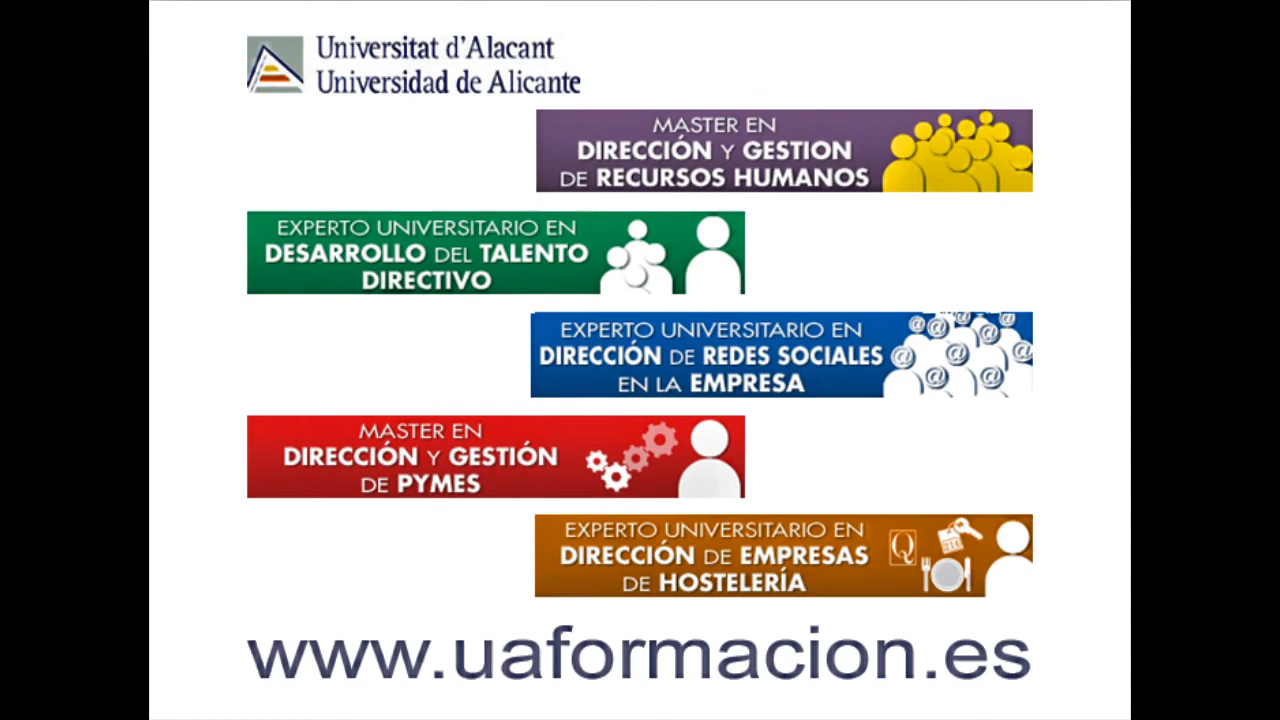 Universitat d'Alacant
Universidad de Alicante
MASTER EN
DIRECCIÓN Y GESTION
DE RECURSOS HUMANOS
EXPERTO UNIVERSITARIO EN
DESARROLLO DEL TALENTO
DIRECTIVO
EXPERTO UNIVERSITARIO EN
DIRECCIÓN DE REDES SOCIALES
EN LA EMPRESA
@ @ @ @ @ @ @ @ @ @
MASTER EN
DIRECCIÓN Y GESTIÓN
DE PYMES
EXPERTO UNIVERSITARIO EN
DIRECCIÓN DE EMPRESAS
DE HOSTELERÍA
Q
www.uaformacion.es